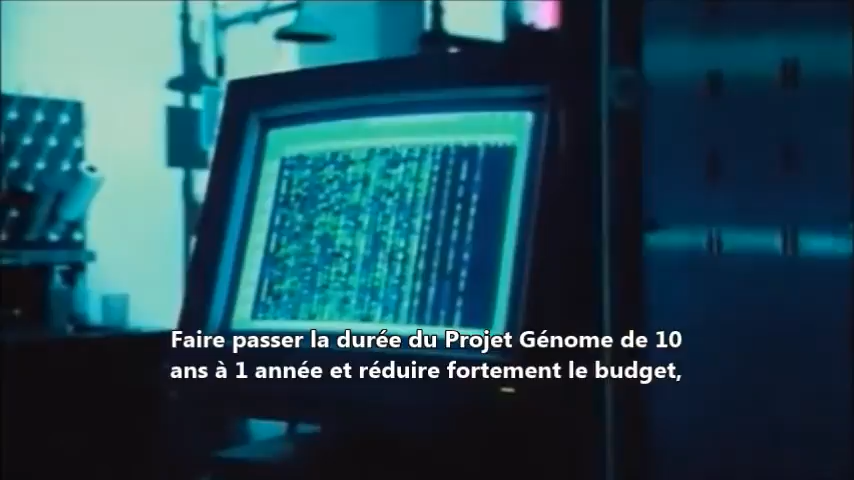 Faire passer la durée du Projet Génome de 10
ans à 1 année et réduire fortement le budget,